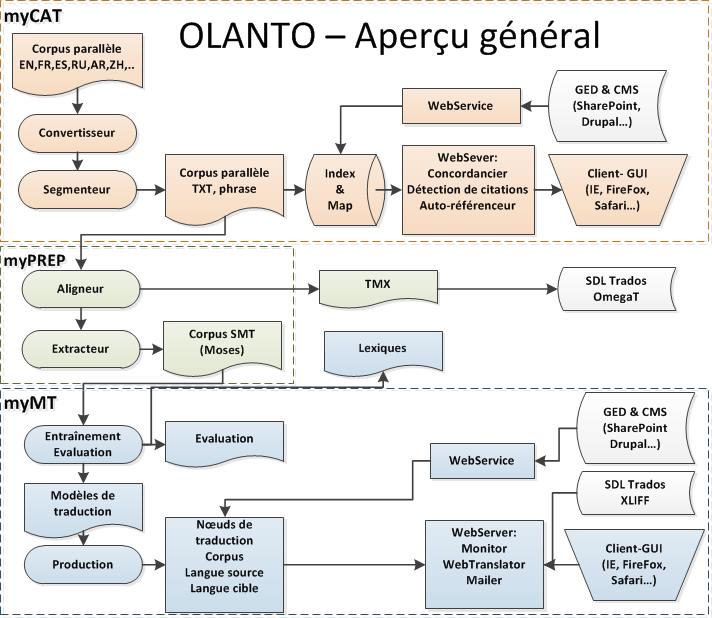 myCAT
OLANTO – Aperçu général
Corpus parallèle
EN,FR,ES,RU,AR,ZH,..
Convertisseur
Segmenteur
Corpus parallèle
TXT, phrase
Index
&
Map
WebService
GED & CMS
(SharePoint,
Drupal…)
WebSever:
Concordancier
Détection de citations
Auto-référenceur
Client- GUI
(IE, FireFox,
Safari…)
myPREP
Aligneur
TMX
SDL Trados
OmegaT
Extracteur
Corpus SMT
(Moses)
Lexiques
myMT
Entraînement
Evaluation
Evaluation
Modèles de
traduction
Production
Nœuds de
traduction
Corpus
Langue source
Langue cible
WebService
GED & CMS
(SharePoint
Drupal…)
SDL Trados
XLIFF
WebServer:
Monitor
WebTranslator
Mailer
Client-GUI
(IE, FireFox,
Safari…)